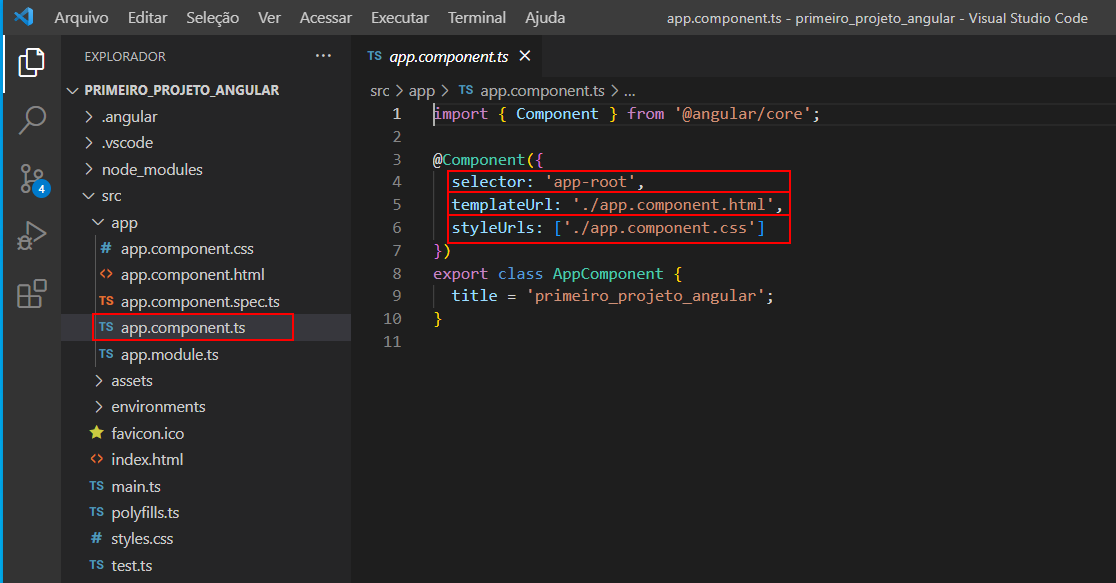 Arquivo Editar Seleção Ver Acessar Executar Terminal Ajuda app.component.ts - primeiro_projeto_angular - Visual Studio Code
EXPLORADOR ...
PRIMEIRO_PROJETO_ANGULAR
.angular
.vscode
node_modules
src
app
# app.component.css
<> app.component.html
TS app.component.spec.ts
TS app.component.ts
TS app.module.ts
assets
environments
favicon.ico
<> index.html
TS main.ts
TS polyfills.ts
# styles.css
TS test.ts
4
TS app.component.ts
src > app > TS app.component.ts > ...
1 import { Component } from '@angular/core';
2
3 @Component({
4 selector: 'app-root',
5 templateUrl: './app.component.html',
6 styleUrls: ['./app.component.css']
7 })
8 export class AppComponent {
9 title = 'primeiro_projeto_angular';
10 }
11